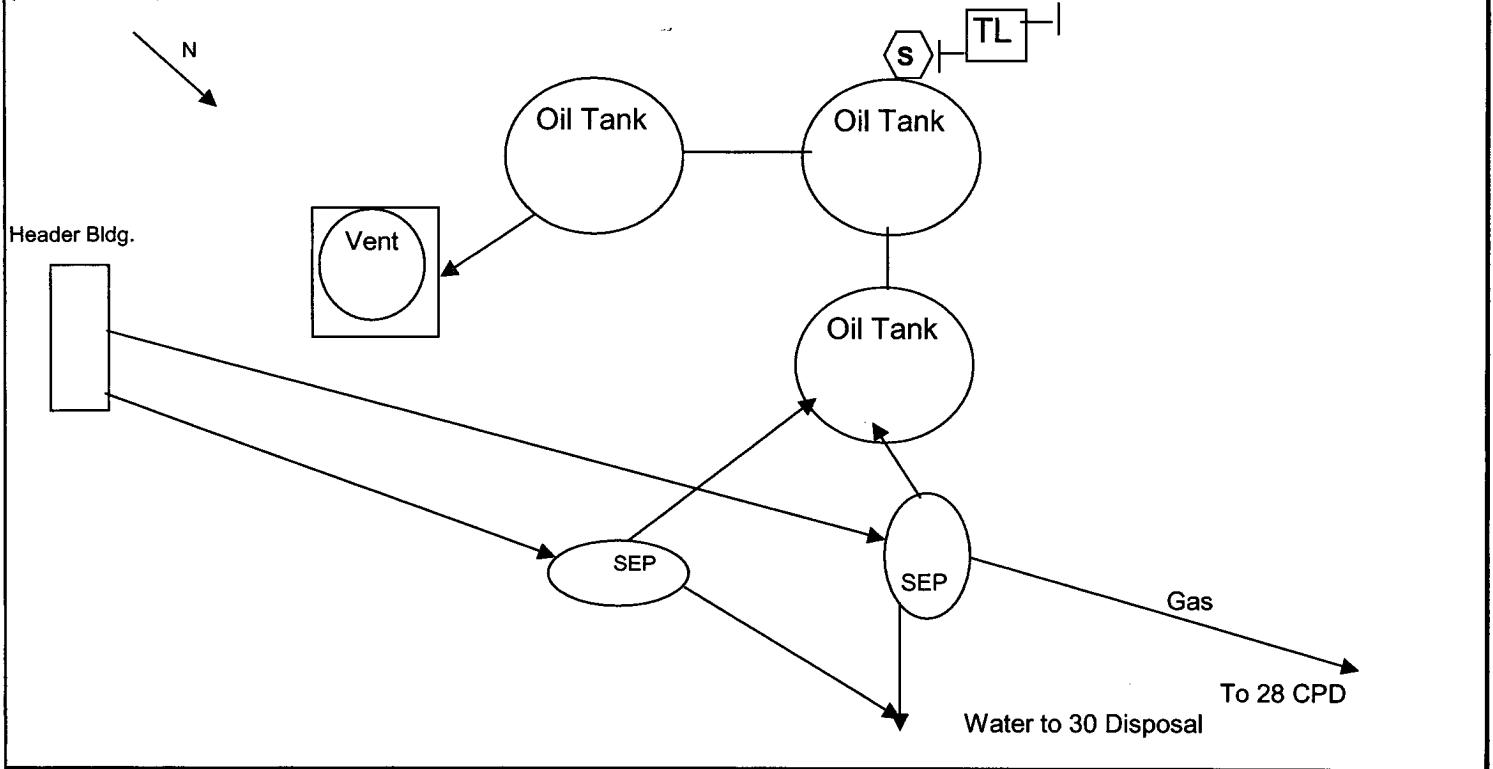 N
TL
S
Oil Tank
Oil Tank
Vent
Header Bldg.
Oil Tank
SEP
SEP
Gas
To 28 CPD
Water to 30 Disposal